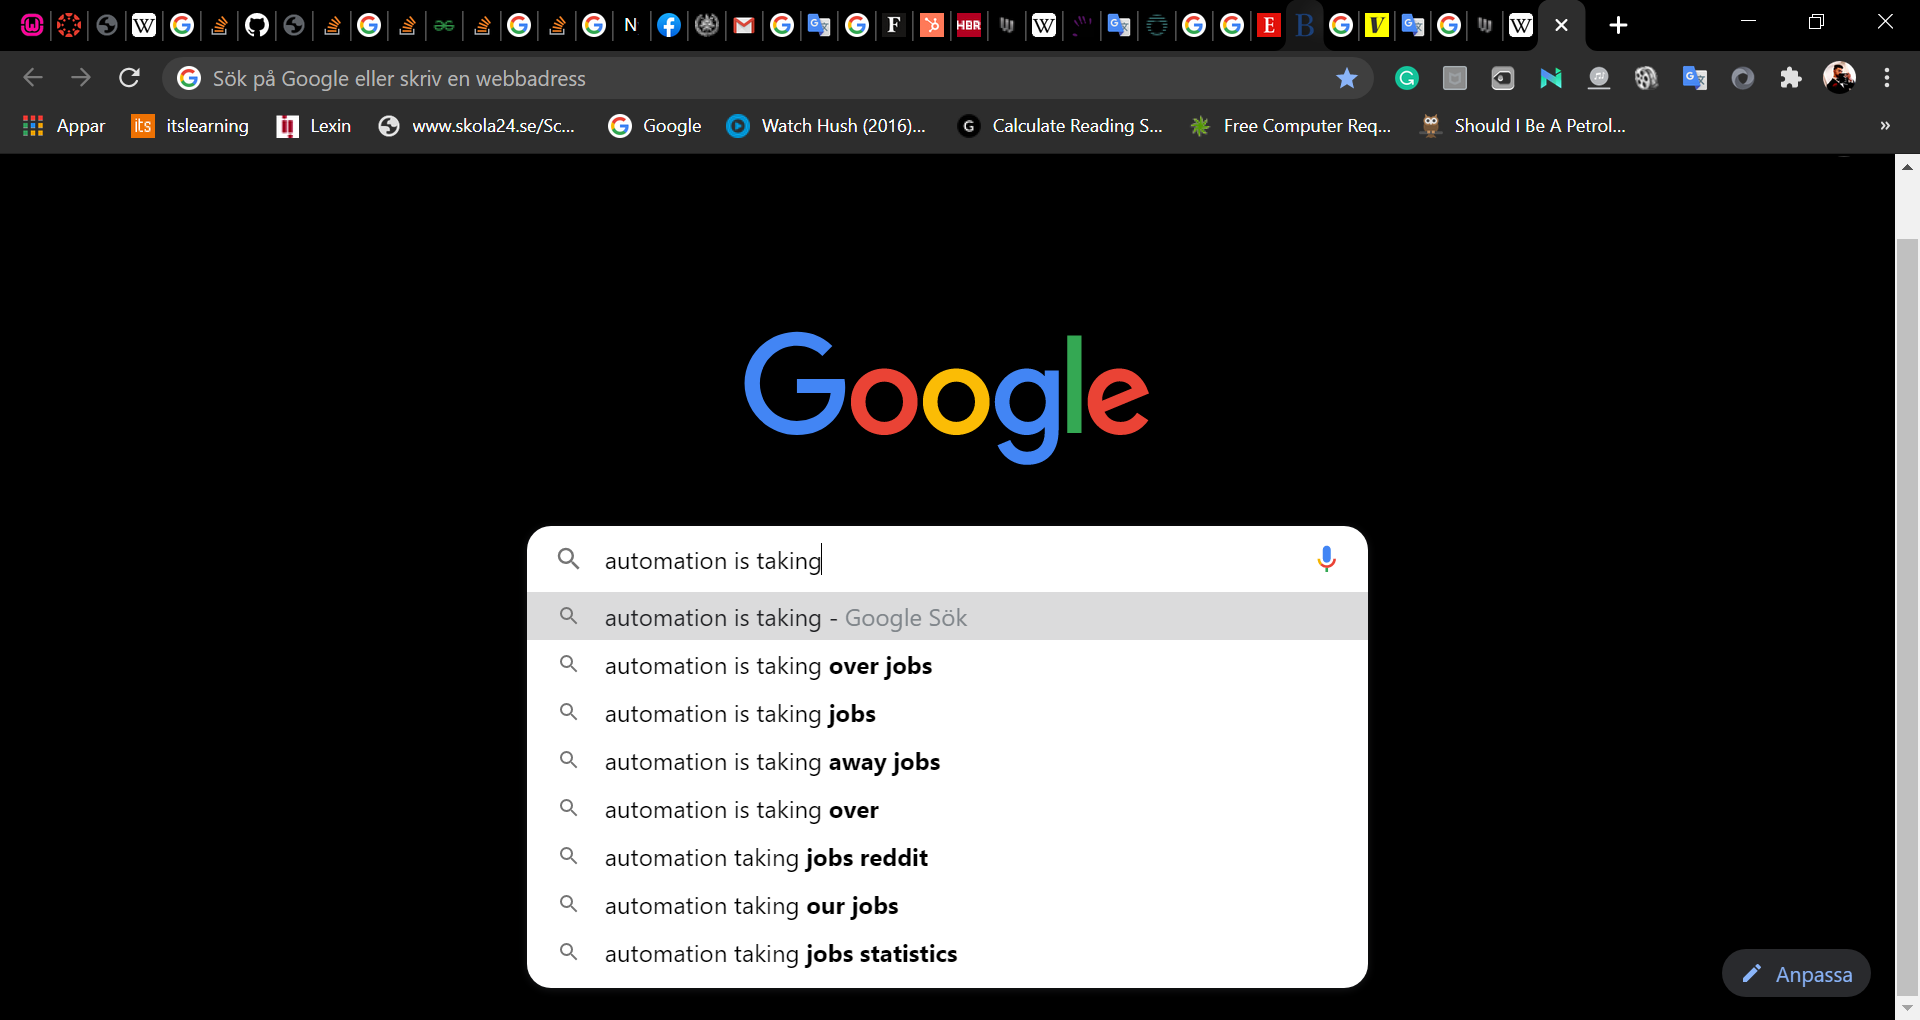 Sök på Google eller skriv en webbadress
Appar
itslearning
Lexin
www.skola24.se/Sc...
Google
Watch Hush (2016)...
Calculate Reading S...
Free Computer Req...
Should I Be A Petrol...
»
Google
automation is taking
automation is taking - Google Sök
automation is taking over jobs
automation is taking jobs
automation is taking away jobs
automation is taking over
automation taking jobs reddit
automation taking our jobs
automation taking jobs statistics
Anpassa